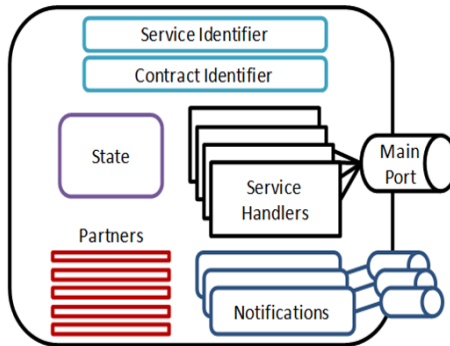 Service Identifier
Contract Identifier
State
Service
Handlers
Main
Port
Partners
Notifications